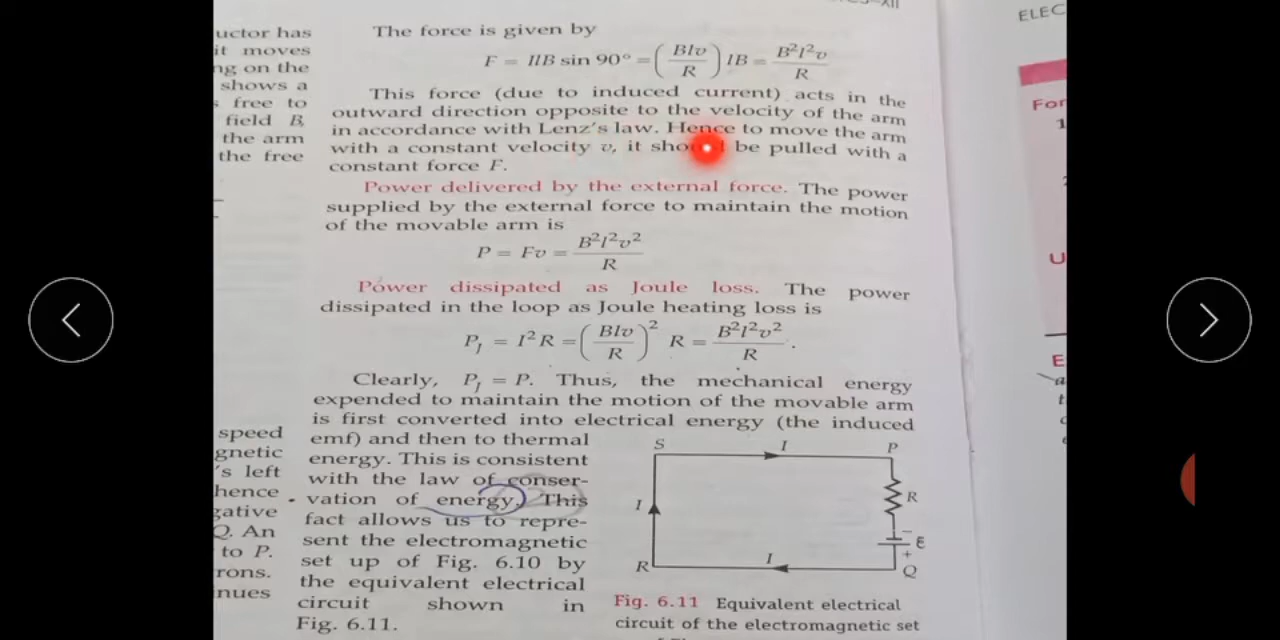 uctor has
it moves
ng on the
shows a
free to
field B,
the arm
the free
speed
gnetic
's left
hence
gative
Q. An
to P.
rons.
nues
The force is given by
F = IlB sin 90° = (Blv/R) IB = B²l²v/R
This force (due to induced current) acts in the
outward direction opposite to the velocity of the arm
in accordance with Lenz's law. Hence to move the arm
with a constant velocity v, it should be pulled with a
constant force F.
Power delivered by the external force. The power
supplied by the external force to maintain the motion
of the movable arm is
P = Fv = B²l²v²/R
Power dissipated as Joule loss. The power
dissipated in the loop as Joule heating loss is
P_J = I²R = (Blv/R)² R = B²l²v²/R.
Clearly, P_J = P. Thus, the mechanical energy
expended to maintain the motion of the movable arm
is first converted into electrical energy (the induced
emf) and then to thermal
energy. This is consistent
with the law of conser-
vation of energy. This
fact allows us to repre-
sent the electromagnetic
set up of Fig. 6.10 by
the equivalent electrical
circuit shown in
Fig. 6.11.
S I P
R
I
− ε
+
R I Q
Fig. 6.11 Equivalent electrical
circuit of the electromagnetic set
ELEC
For
1
U
E
a
t